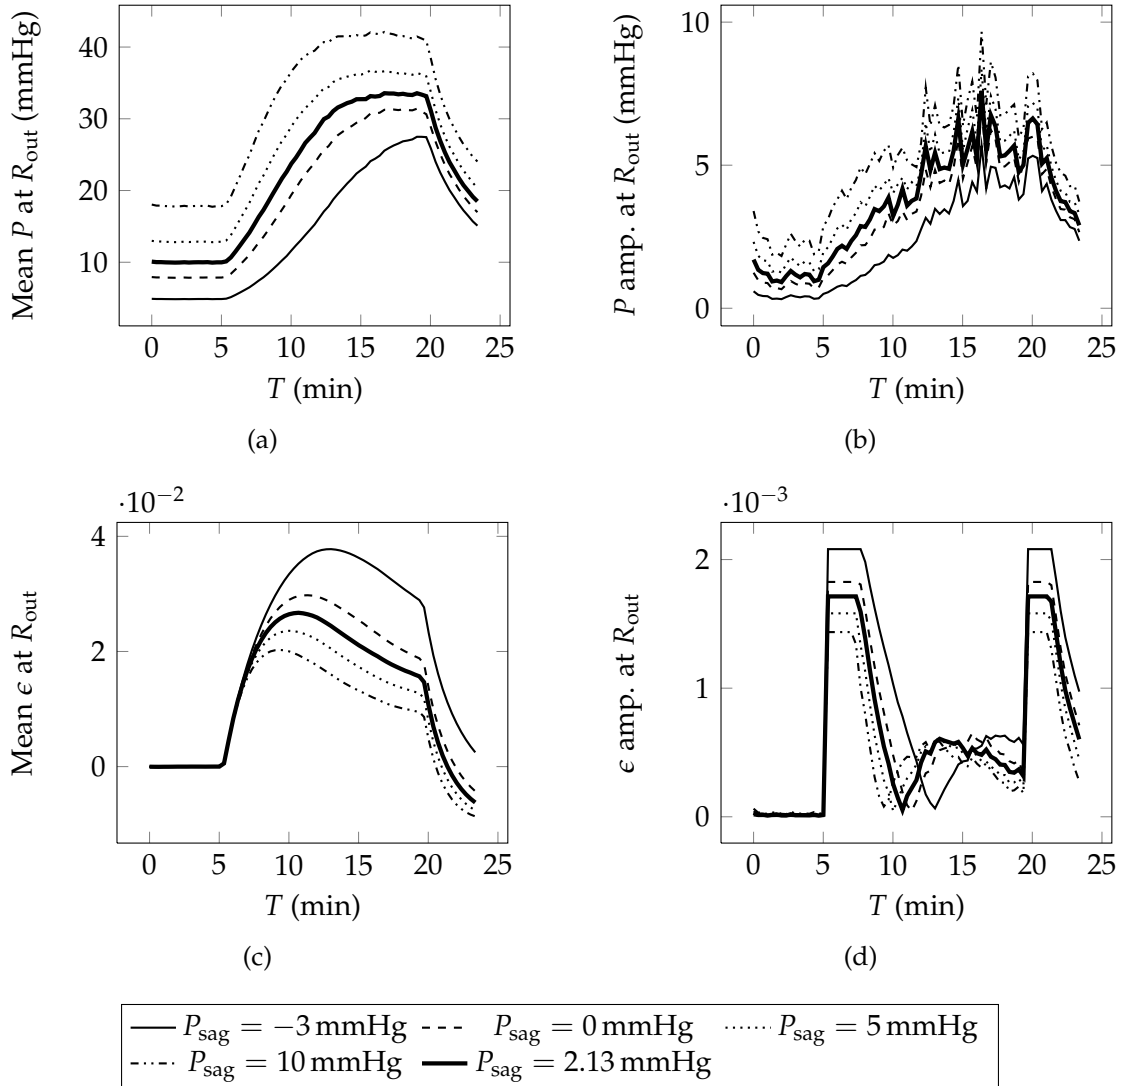 40
30
20
10
0 5 10 15 20 25
Mean P at R_out (mmHg)
T (min)
(a)
10
5
0
0 5 10 15 20 25
P amp. at R_out (mmHg)
T (min)
(b)
·10⁻²
4
2
0
0 5 10 15 20 25
Mean ϵ at R_out
T (min)
(c)
·10⁻³
2
1
0
0 5 10 15 20 25
ϵ amp. at R_out
T (min)
(d)
P_sag = −3 mmHg P_sag = 0 mmHg P_sag = 5 mmHg
P_sag = 10 mmHg P_sag = 2.13 mmHg